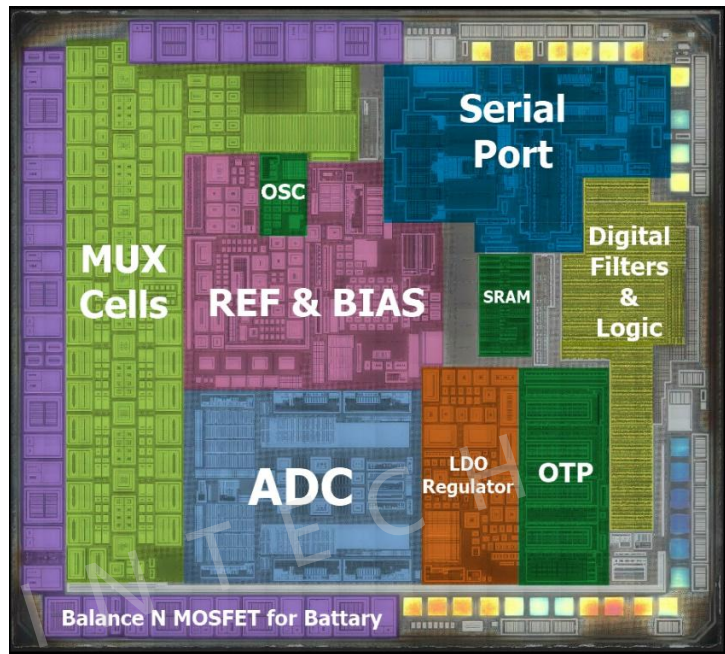 Serial
Port
OSC
MUX
Cells
REF & BIAS
SRAM
Digital
Filters
&
Logic
ADC
LDO
Regulator
OTP
INTECH
Balance N MOSFET for Battary